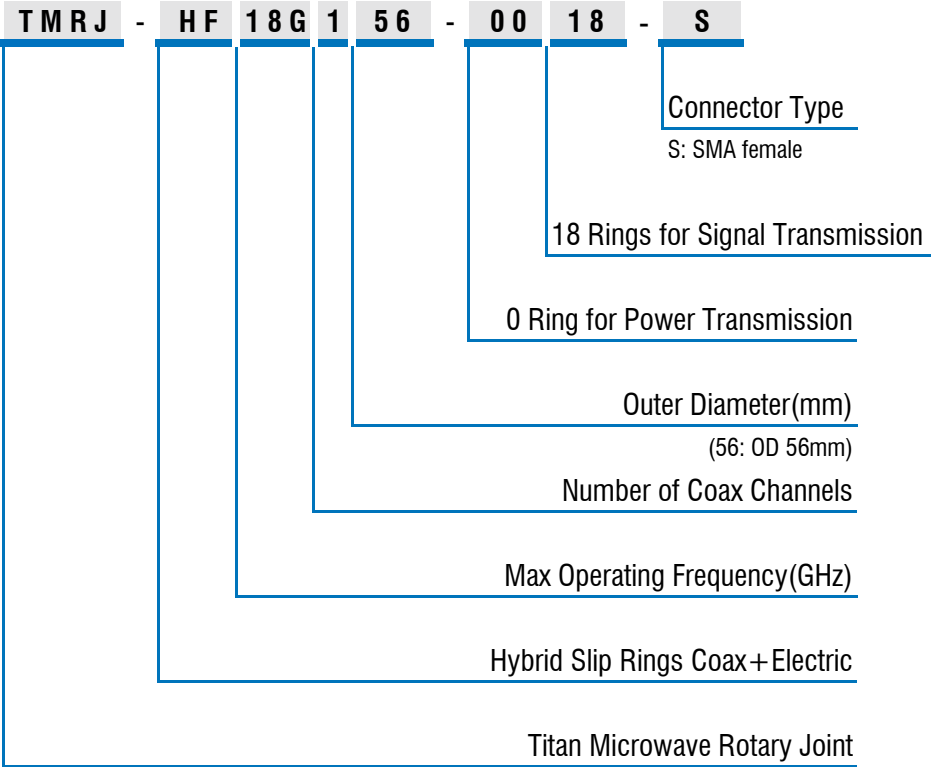 TMRJ - HF 18G 1 56 - 00 18 - S
Connector Type
S: SMA female
18 Rings for Signal Transmission
0 Ring for Power Transmission
Outer Diameter(mm)
(56: OD 56mm)
Number of Coax Channels
Max Operating Frequency(GHz)
Hybrid Slip Rings Coax+Electric
Titan Microwave Rotary Joint